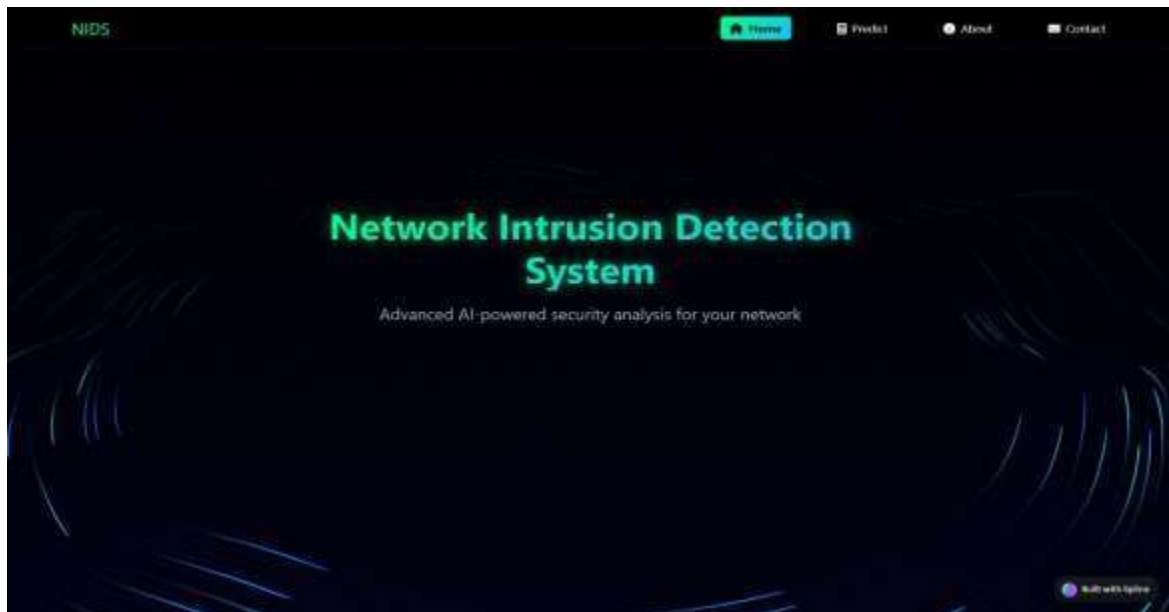 NIDS
Home
Predict
About
Contact
Network Intrusion Detection
System
Advanced AI-powered security analysis for your network
Built with Spline